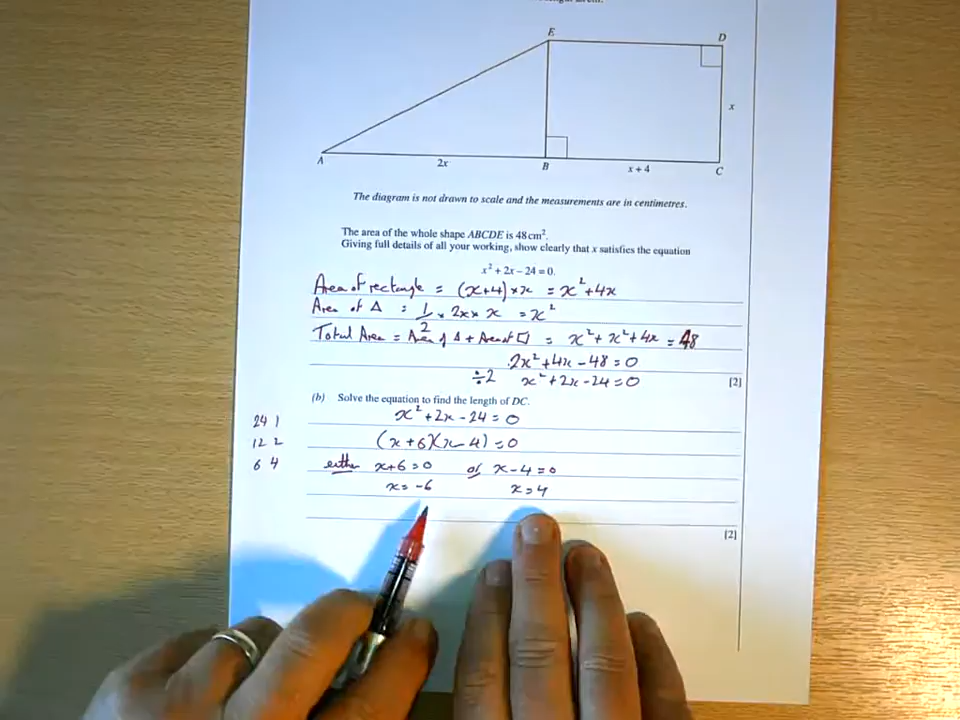 E
D
x
A
2x
B
x + 4
C
The diagram is not drawn to scale and the measurements are in centimetres.
The area of the whole shape ABCDE is 48 cm².
Giving full details of all your working, show clearly that x satisfies the equation
x² + 2x – 24 = 0.
Area of rectangle = (x+4) × x = x² + 4x
Area of Δ = 1/2 × 2x × x = x²
Total Area = Area of Δ + Area of □ = x² + x² + 4x = 48
2x² + 4x - 48 = 0
÷2 x² + 2x - 24 = 0
[2]
(b) Solve the equation to find the length of DC.
x² + 2x - 24 = 0
24 1
12 2
6 4
(x + 6)(x - 4) = 0
either x+6 = 0 or x - 4 = 0
x = -6 x = 4
[2]